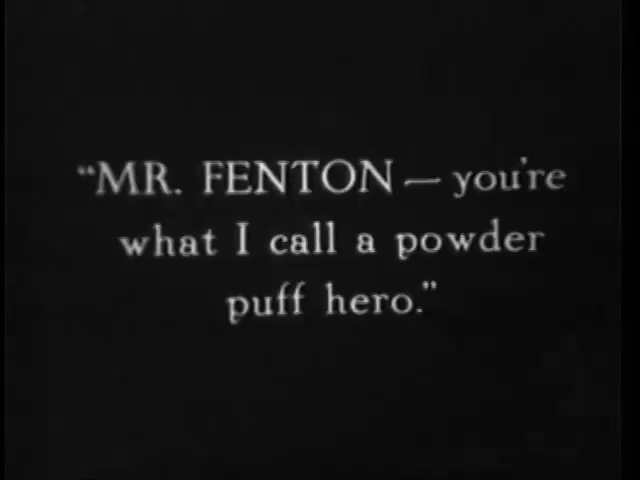 "MR. FENTON — you're
what I call a powder
puff hero."